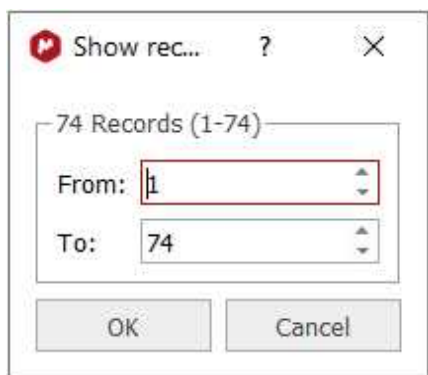 Show rec... ?
74 Records (1-74)
From: 1
To: 74
OK Cancel